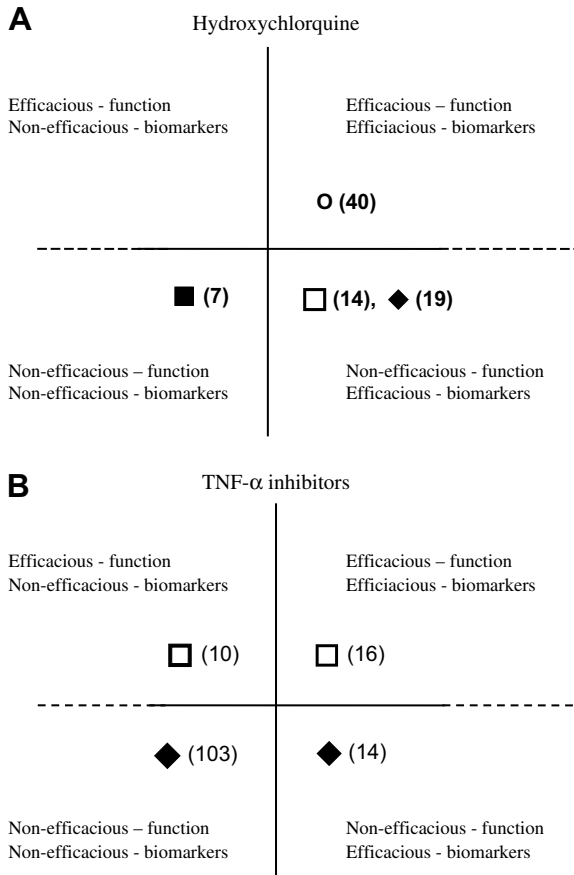 A
Hydroxychlorquine
Efficacious - function
Non-efficacious - biomarkers
Efficacious – function
Efficiacious - biomarkers
O (40)
(7)
(14), (19)
Non-efficacious – function
Non-efficacious - biomarkers
Non-efficacious - function
Efficacious - biomarkers
B
TNF-α inhibitors
Efficacious - function
Non-efficacious - biomarkers
Efficacious – function
Efficiacious - biomarkers
(10)
(16)
(103)
(14)
Non-efficacious – function
Non-efficacious - biomarkers
Non-efficacious - function
Efficacious - biomarkers